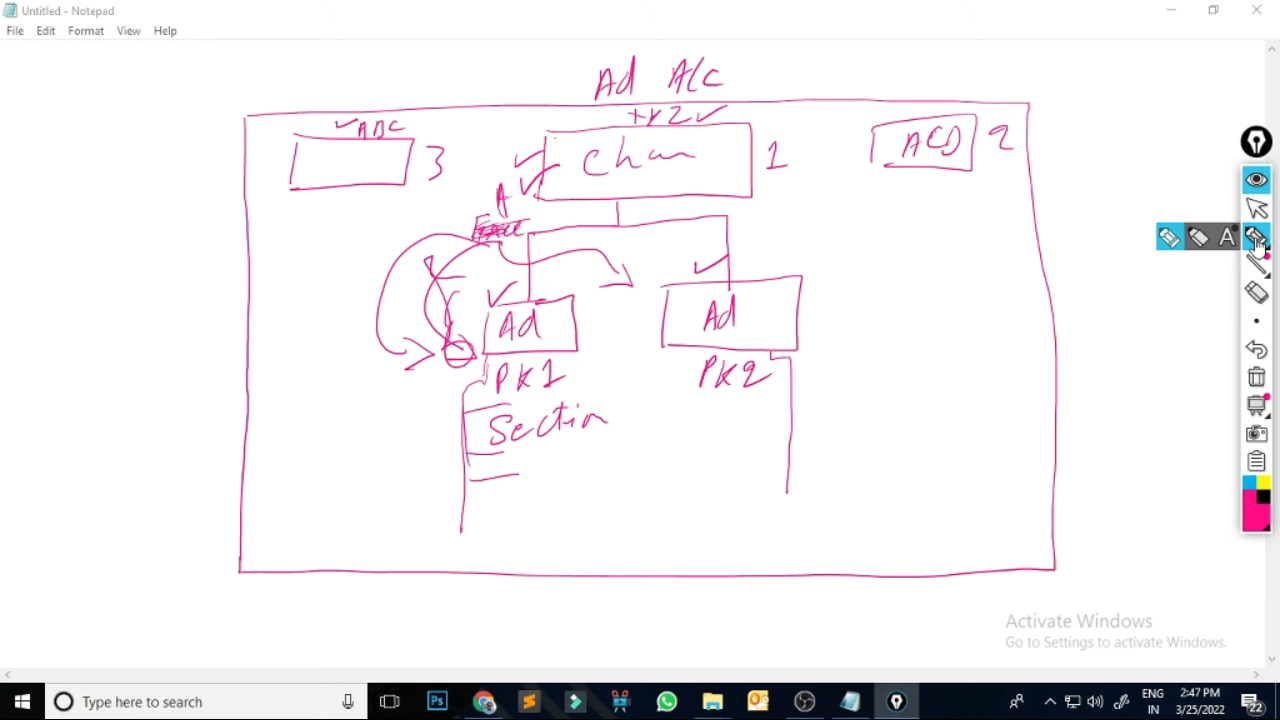 Untitled - Notepad
File Edit Format View Help
Ad A/c
ABC
3
1
ACD 2
A
Ad
Ad
PK1
PK2
Section
A
Activate Windows
Go to Settings to activate Windows.
Type here to search
Ps
ENG
IN
2:47 PM
3/25/2022
22